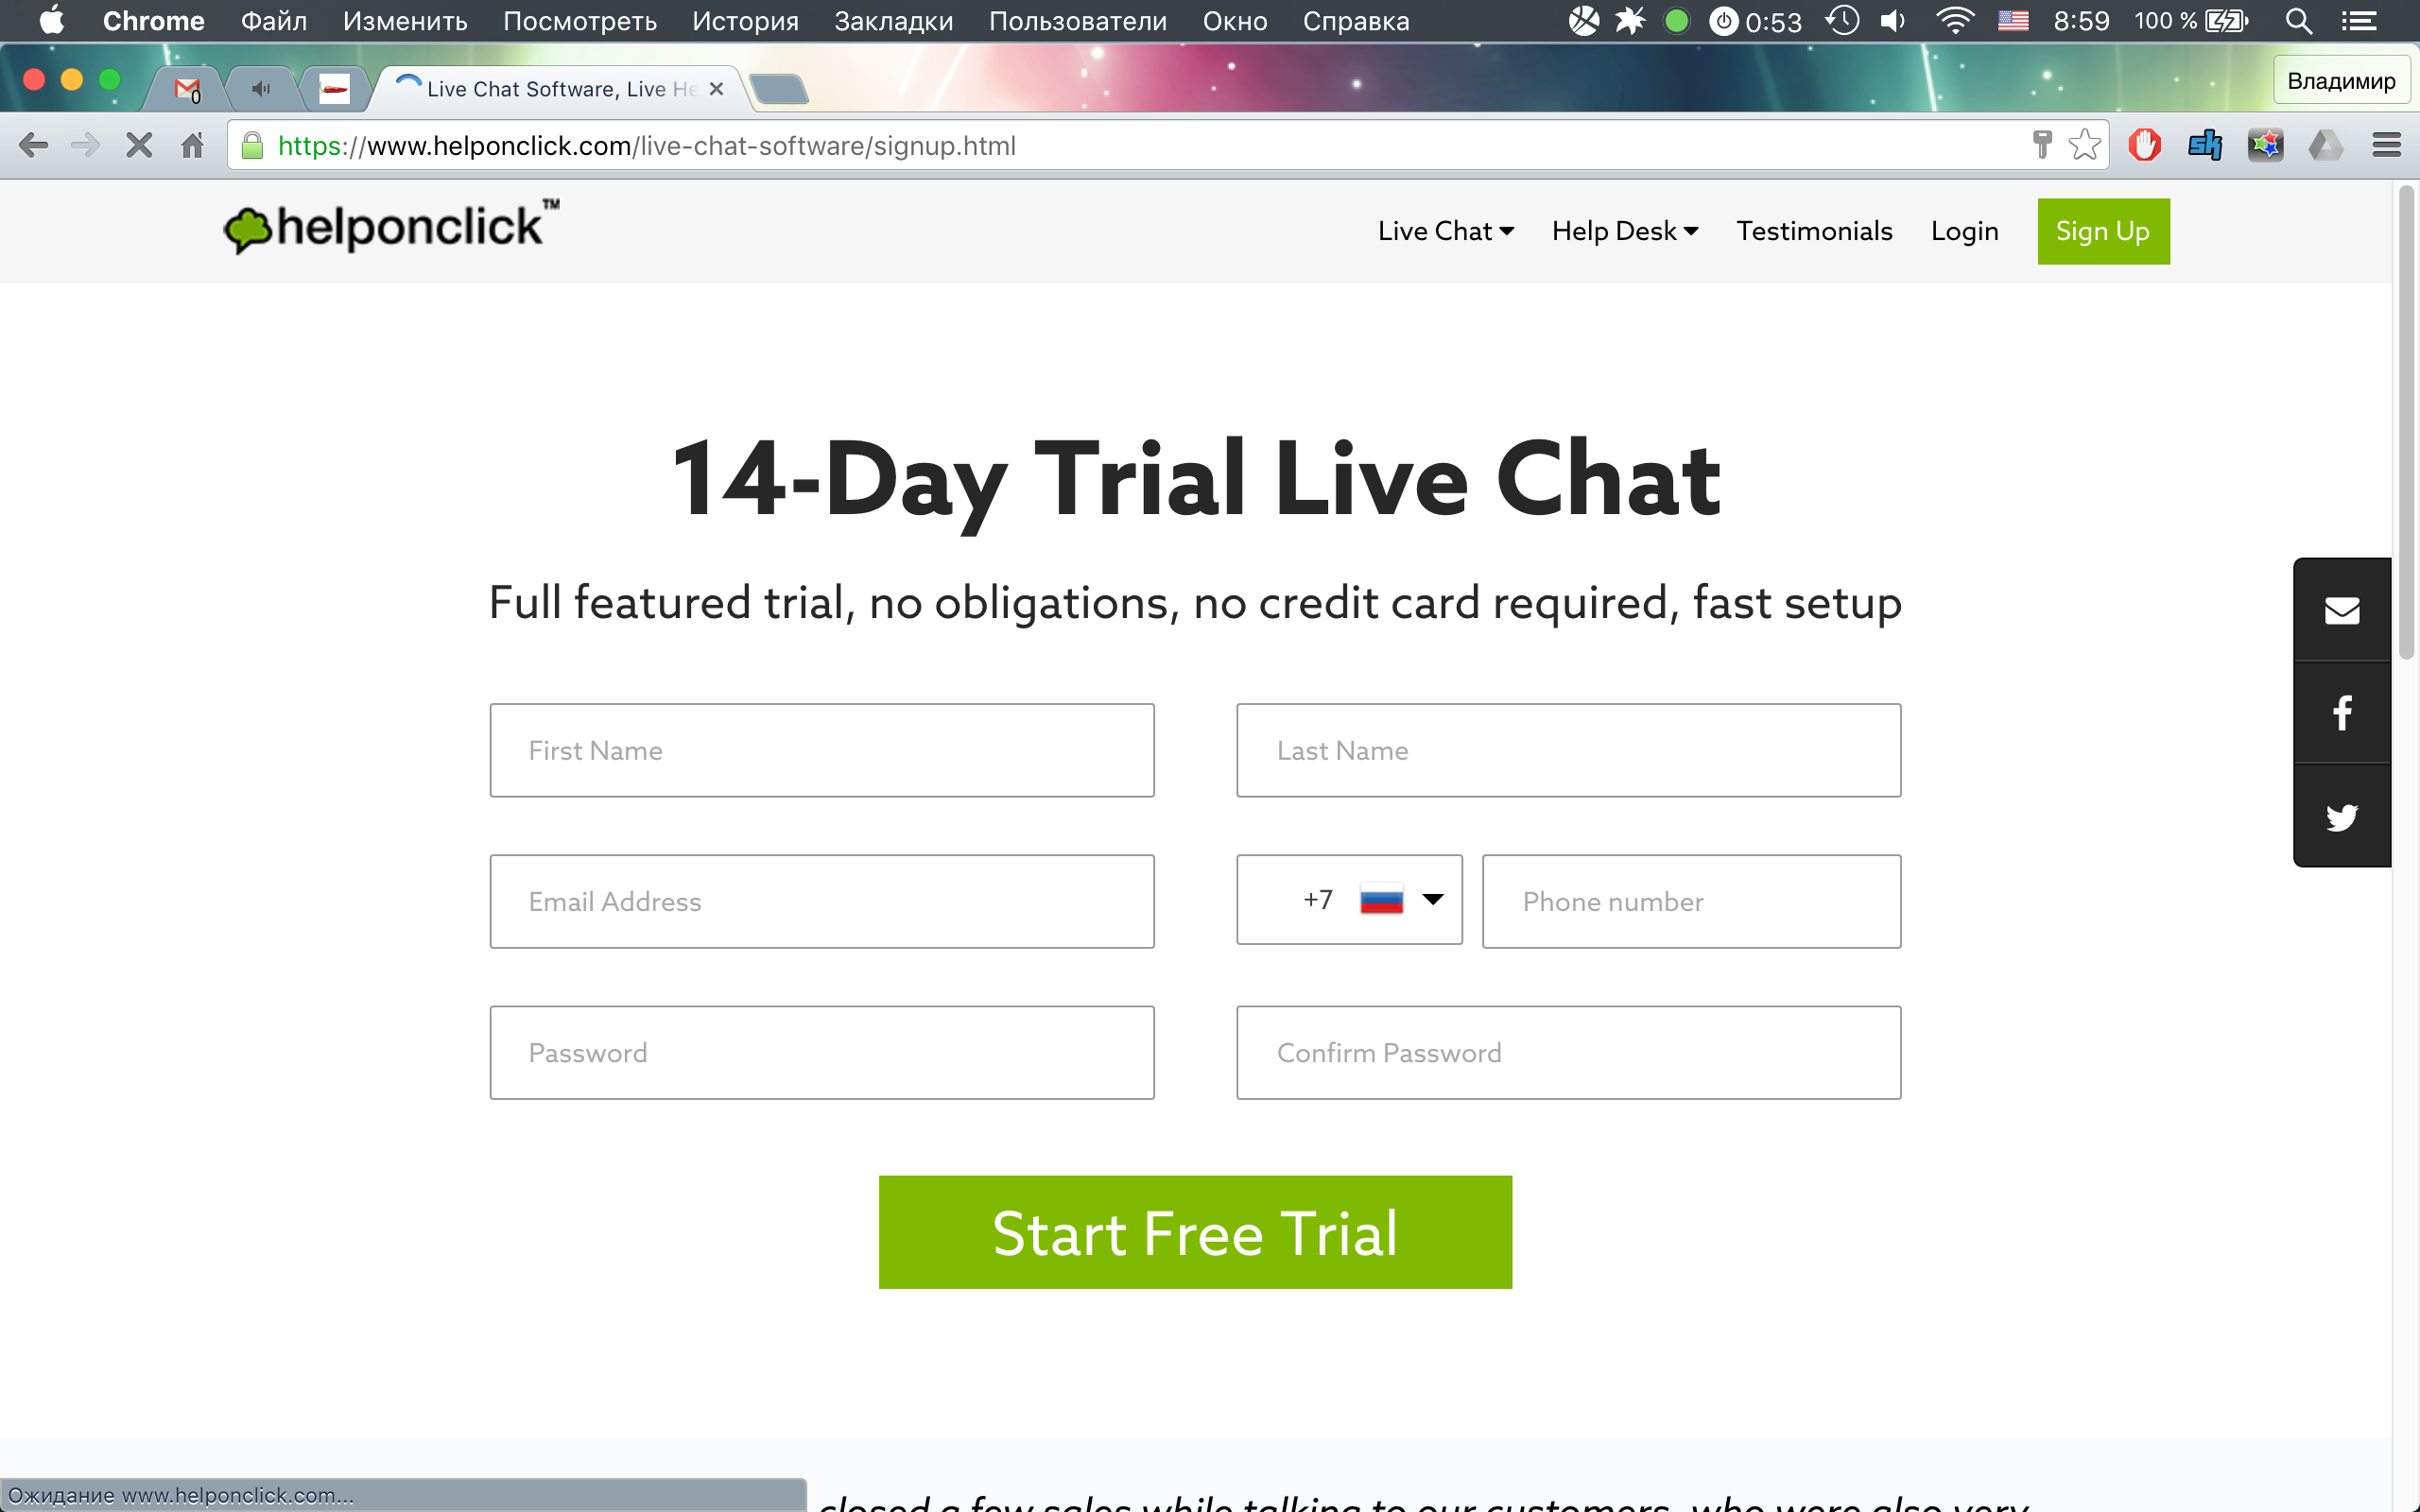 Chrome Файл Изменить Посмотреть История Закладки Пользователи Окно Справка 0:53 8:59 100 %
0 Live Chat Software, Live He Владимир
https://www.helponclick.com/live-chat-software/signup.html sk
helponclick™ Live Chat Help Desk Testimonials Login Sign Up
14-Day Trial Live Chat
Full featured trial, no obligations, no credit card required, fast setup
First Name Last Name
Email Address +7 Phone number
Password Confirm Password
Start Free Trial
Ожидание www.helponclick.com...
closed a few sales while talking to our customers, who were also very